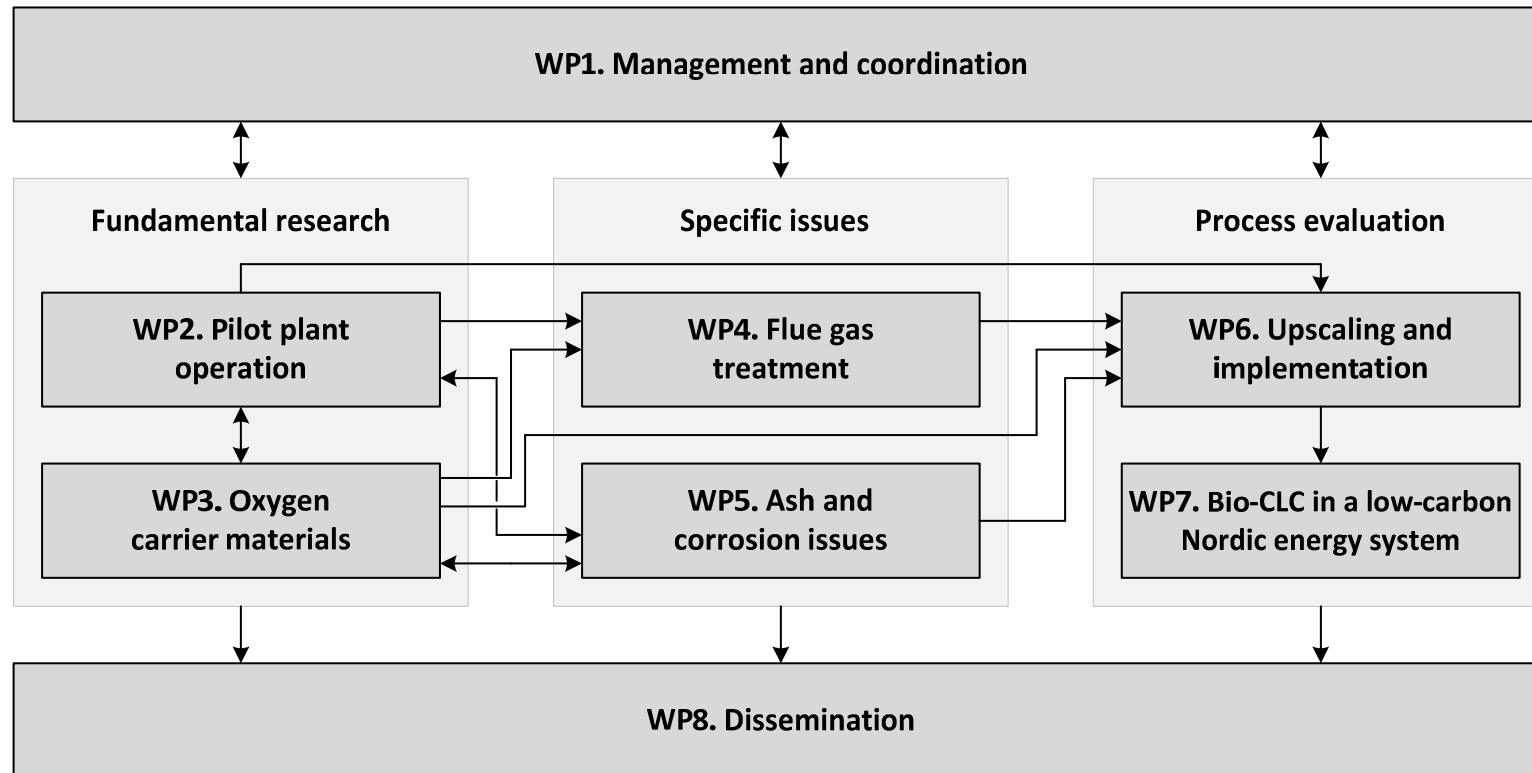 WP1. Management and coordination
Fundamental research
Specific issues
Process evaluation
WP2. Pilot plant
operation
WP4. Flue gas
treatment
WP6. Upscaling and
implementation
WP3. Oxygen
carrier materials
WP5. Ash and
corrosion issues
WP7. Bio-CLC in a low-carbon
Nordic energy system
WP8. Dissemination